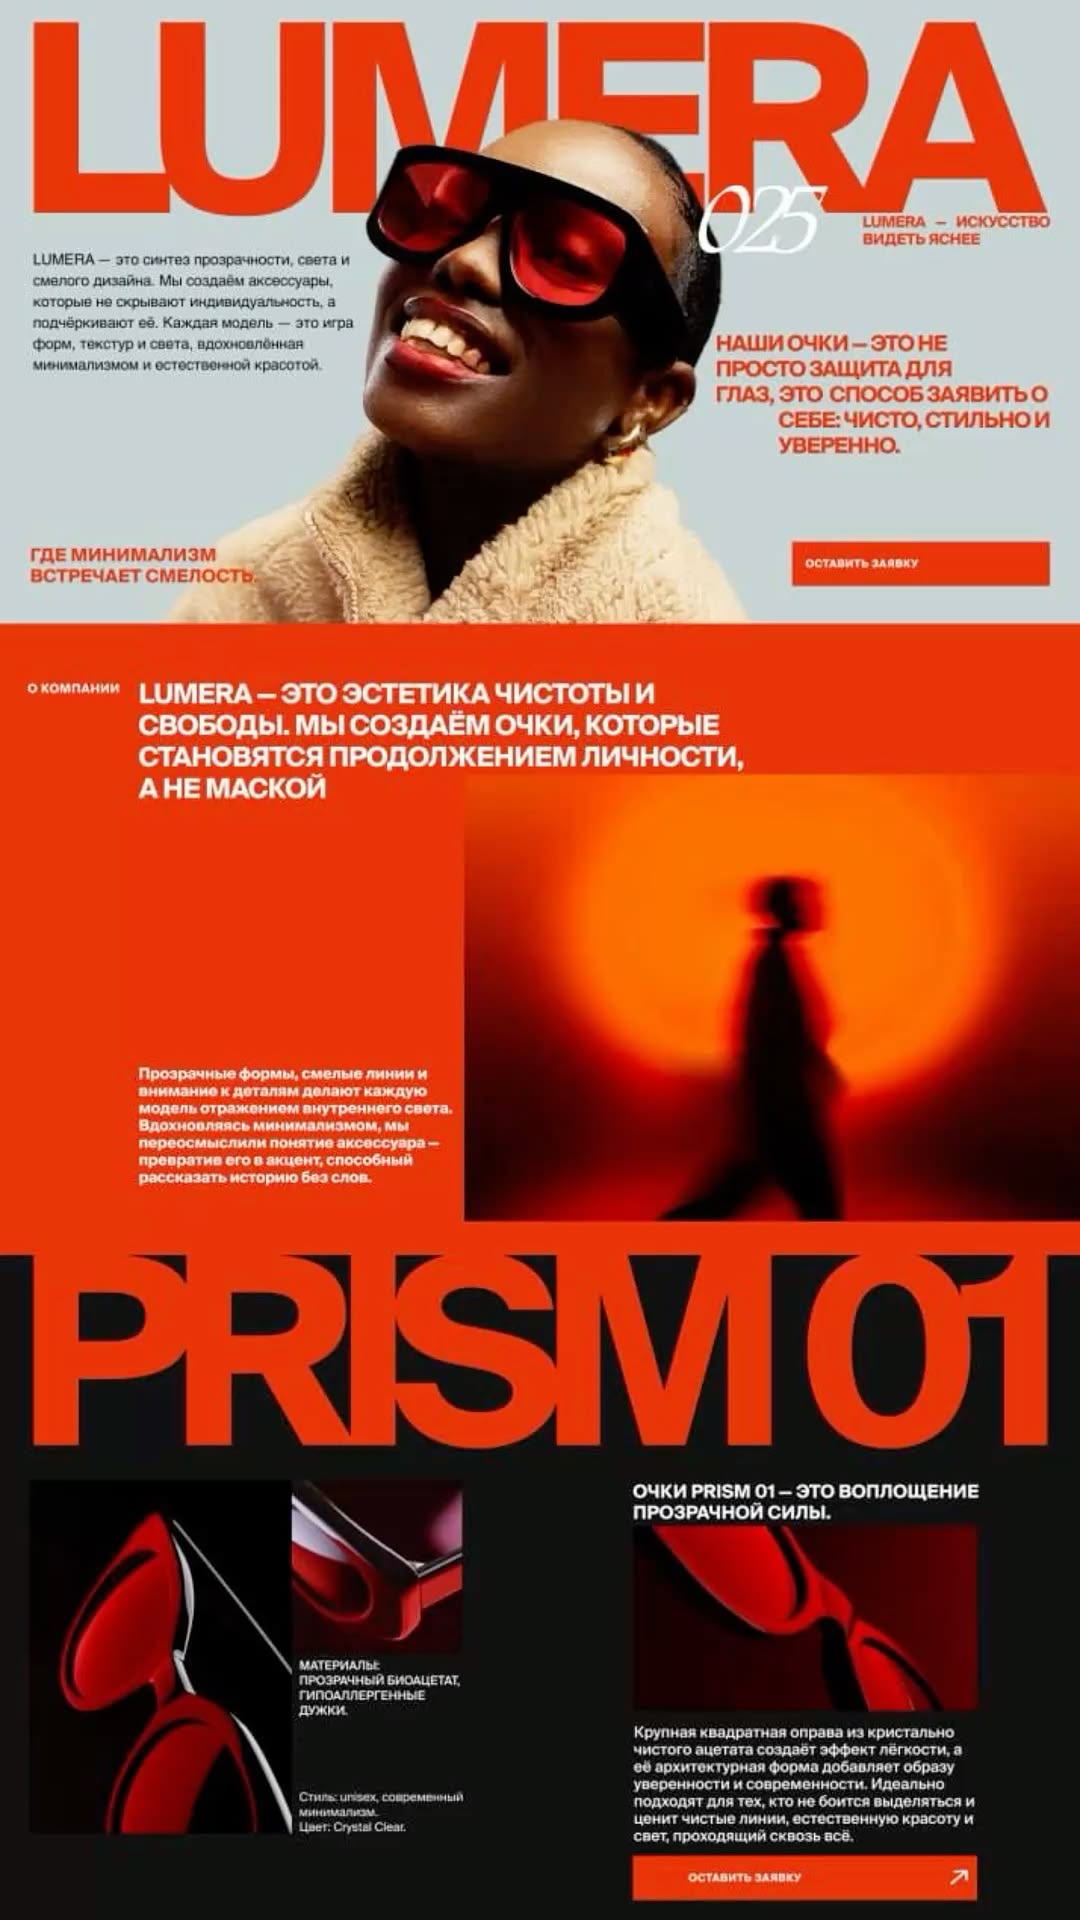 LUMERA
025
LUMERA — ИСКУССТВО
ВИДЕТЬ ЯСНЕЕ
LUMERA — это синтез прозрачности, света и
смелого дизайна. Мы создаём аксессуары,
которые не скрывают индивидуальность, а
подчёркивают её. Каждая модель — это игра
форм, текстур и света, вдохновлённая
минимализмом и естественной красотой.
НАШИ ОЧКИ — ЭТО НЕ
ПРОСТО ЗАЩИТА ДЛЯ
ГЛАЗ, ЭТО СПОСОБ ЗАЯВИТЬ О
СЕБЕ: ЧИСТО, СТИЛЬНО И
УВЕРЕННО.
ГДЕ МИНИМАЛИЗМ
ВСТРЕЧАЕТ СМЕЛОСТЬ.
ОСТАВИТЬ ЗАЯВКУ
О КОМПАНИИ
LUMERA — ЭТО ЭСТЕТИКА ЧИСТОТЫ И
СВОБОДЫ. МЫ СОЗДАЁМ ОЧКИ, КОТОРЫЕ
СТАНОВЯТСЯ ПРОДОЛЖЕНИЕМ ЛИЧНОСТИ,
А НЕ МАСКОЙ
Прозрачные формы, смелые линии и
внимание к деталям делают каждую
модель отражением внутреннего света.
Вдохновляясь минимализмом, мы
переосмыслили понятие аксессуара —
превратив его в акцент, способный
рассказать историю без слов.
PRISM 01
МАТЕРИАЛЫ:
ПРОЗРАЧНЫЙ БИОАЦЕТАТ,
ГИПОАЛЛЕРГЕННЫЕ
ДУЖКИ.
Стиль: unisex, современный
минимализм.
Цвет: Crystal Clear.
ОЧКИ PRISM 01 — ЭТО ВОПЛОЩЕНИЕ
ПРОЗРАЧНОЙ СИЛЫ.
Крупная квадратная оправа из кристально
чистого ацетата создаёт эффект лёгкости, а
её архитектурная форма добавляет образу
уверенности и современности. Идеально
подходят для тех, кто не боится выделяться и
ценит чистые линии, естественную красоту и
свет, проходящий сквозь всё.
ОСТАВИТЬ ЗАЯВКУ